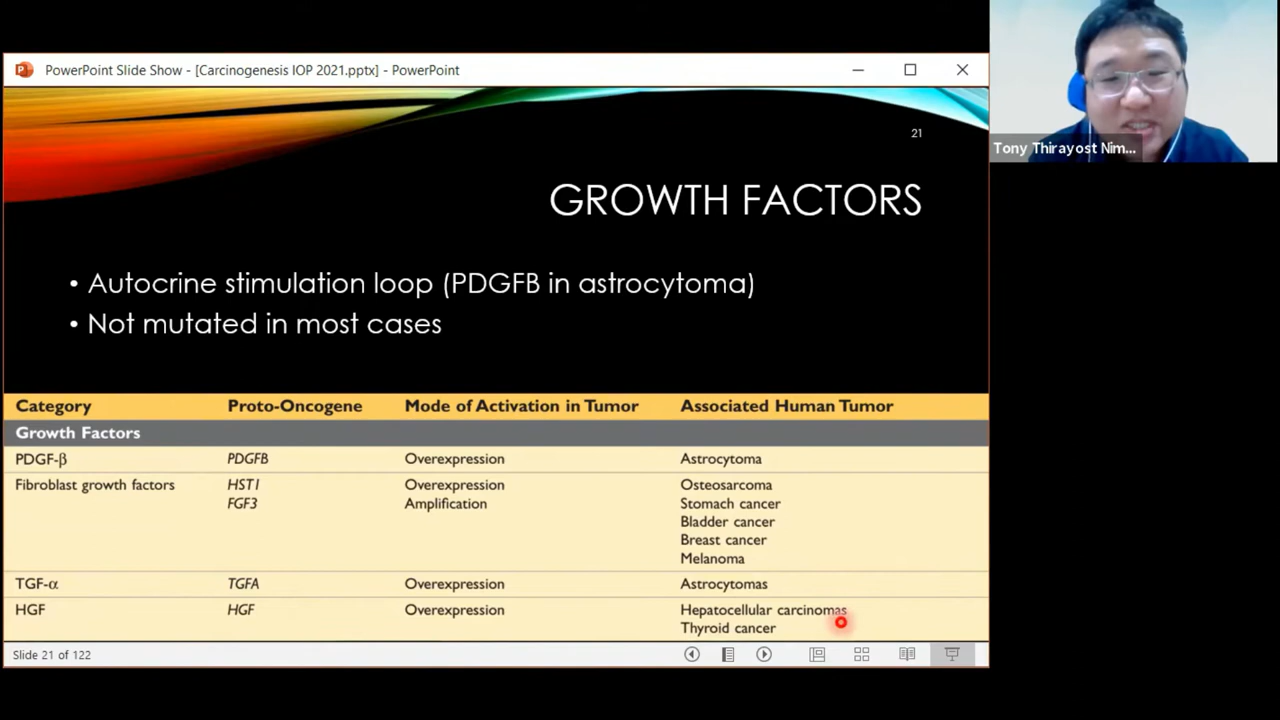 PowerPoint Slide Show - [Carcinogenesis IOP 2021.pptx] - PowerPoint
Tony Thirayost Nim...
21
GROWTH FACTORS
• Autocrine stimulation loop (PDGFB in astrocytoma)
• Not mutated in most cases
Category Proto-Oncogene Mode of Activation in Tumor Associated Human Tumor
Growth Factors
PDGF-β PDGFB Overexpression Astrocytoma
Fibroblast growth factors HST1 Overexpression Osteosarcoma
FGF3 Amplification Stomach cancer
Bladder cancer
Breast cancer
Melanoma
TGF-α TGFA Overexpression Astrocytomas
HGF HGF Overexpression Hepatocellular carcinomas
Thyroid cancer
Slide 21 of 122